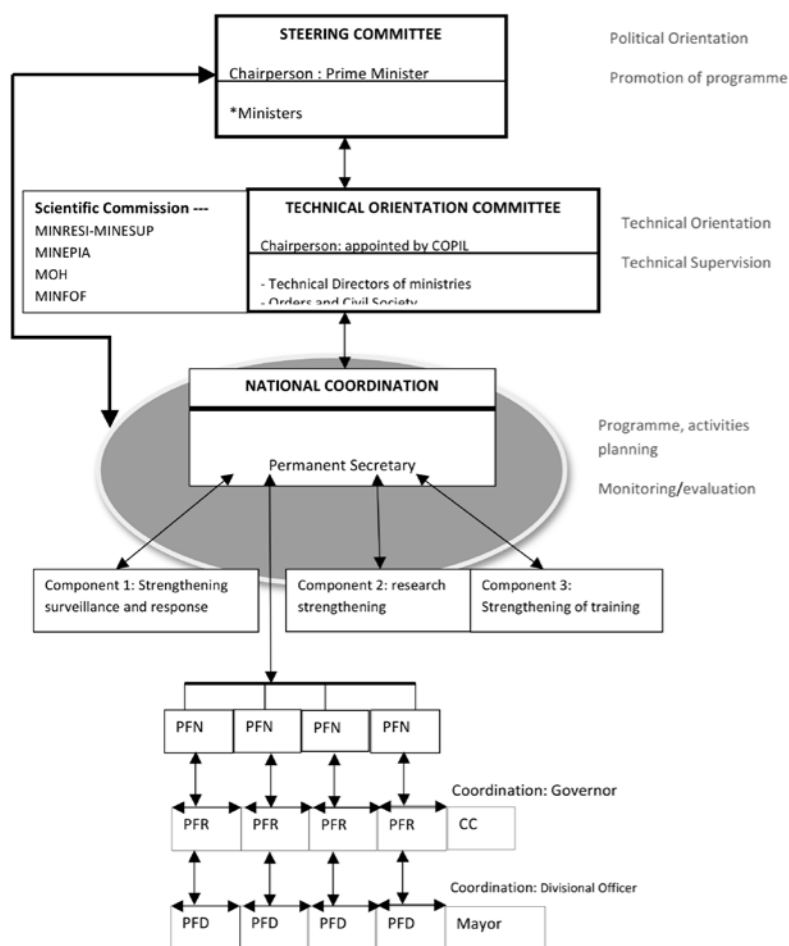 STEERING COMMITTEE
Chairperson : Prime Minister
*Ministers
Political Orientation
Promotion of programme
Scientific Commission ---
MINRESI-MINESUP
MINEPIA
MOH
MINFOF
TECHNICAL ORIENTATION COMMITTEE
Chairperson: appointed by COPIL
- Technical Directors of ministries
- Orders and Civil Society
Technical Orientation
Technical Supervision
NATIONAL COORDINATION
Permanent Secretary
Programme, activities
planning
Monitoring/evaluation
Component 1: Strengthening
surveillance and response
Component 2: research
strengthening
Component 3:
Strengthening of training
PFN
PFN
PFN
PFN
Coordination: Governor
PFR
PFR
PFR
PFR
CC
Coordination: Divisional Officer
PFD
PFD
PFD
PFD
Mayor